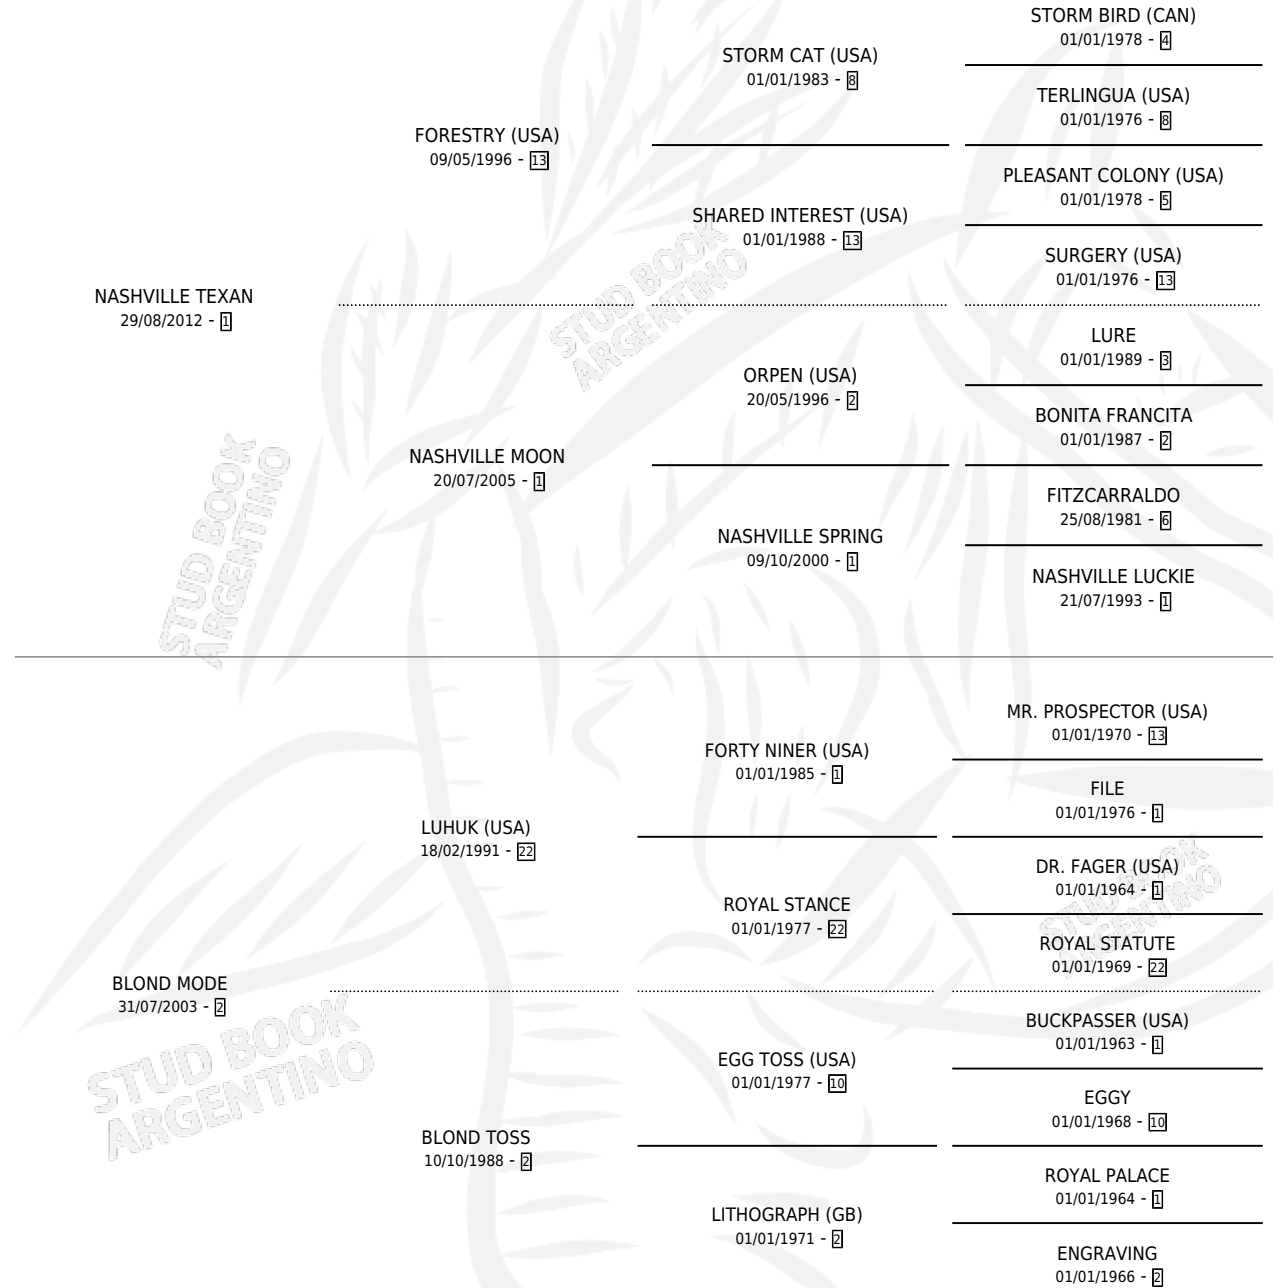 STORM BIRD (CAN)
01/01/1978 - 4
STORM CAT (USA)
01/01/1983 - 8
TERLINGUA (USA)
01/01/1976 - 8
FORESTRY (USA)
09/05/1996 - 13
PLEASANT COLONY (USA)
01/01/1978 - 5
SHARED INTEREST (USA)
01/01/1988 - 13
SURGERY (USA)
01/01/1976 - 13
NASHVILLE TEXAN
29/08/2012 - 1
LURE
01/01/1989 - 3
ORPEN (USA)
20/05/1996 - 2
BONITA FRANCITA
01/01/1987 - 2
NASHVILLE MOON
20/07/2005 - 1
FITZCARRALDO
25/08/1981 - 6
NASHVILLE SPRING
09/10/2000 - 1
NASHVILLE LUCKIE
21/07/1993 - 1
MR. PROSPECTOR (USA)
01/01/1970 - 13
FORTY NINER (USA)
01/01/1985 - 1
FILE
01/01/1976 - 1
LUHUK (USA)
18/02/1991 - 22
DR. FAGER (USA)
01/01/1964 - 1
ROYAL STANCE
01/01/1977 - 22
ROYAL STATUTE
01/01/1969 - 22
BLOND MODE
31/07/2003 - 2
BUCKPASSER (USA)
01/01/1963 - 1
EGG TOSS (USA)
01/01/1977 - 10
EGGY
01/01/1968 - 10
BLOND TOSS
10/10/1988 - 2
ROYAL PALACE
01/01/1964 - 1
LITHOGRAPH (GB)
01/01/1971 - 2
ENGRAVING
01/01/1966 - 2
STUD BOOK
ARGENTINO
STUD BOOK
ARGENTINO
STUD BOOK
ARGENTINO
STUD BOOK
ARGENTINO